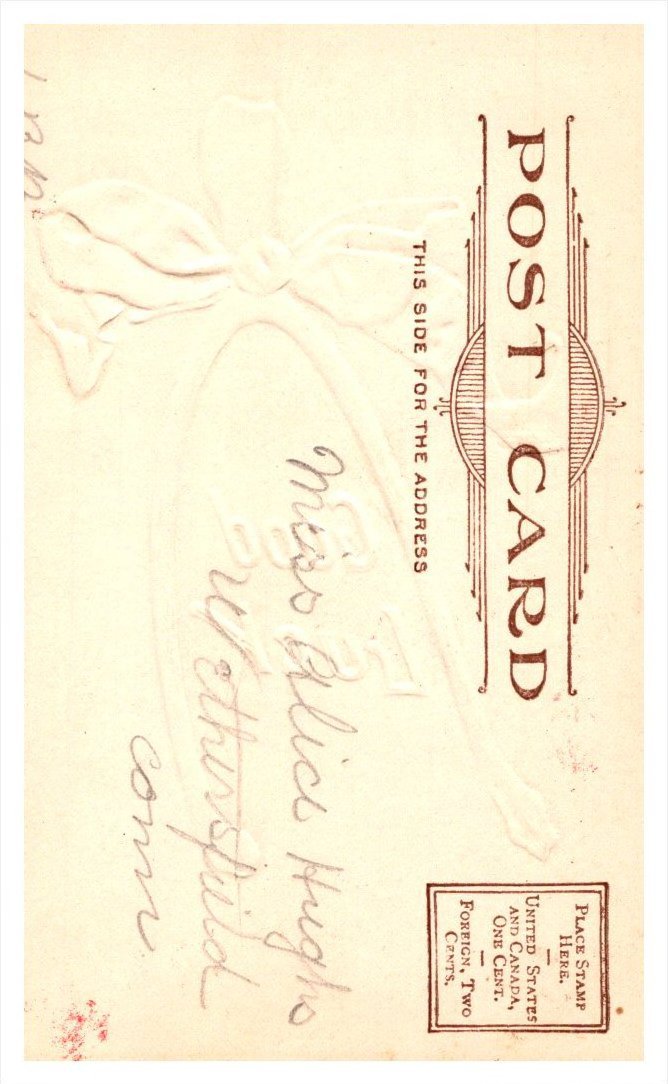 POST CARD
THIS SIDE FOR THE ADDRESS
PLACE STAMP
HERE.
UNITED STATES
AND CANADA,
ONE CENT.
FOREIGN, TWO
CENTS.
Miss Alice Hughs
Wethersfield
Conn